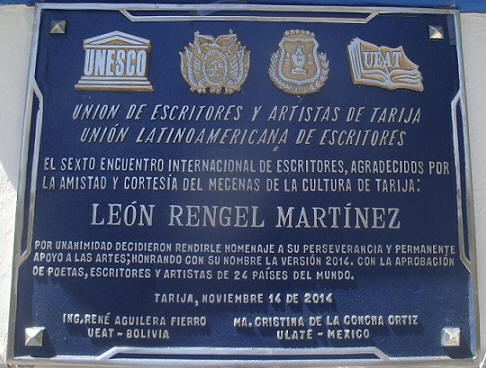 UNESCO
UEAT
UNION DE ESCRITORES Y ARTISTAS DE TARIJA
UNIÓN LATINOAMERICANA DE ESCRITORES
EL SEXTO ENCUENTRO INTERNACIONAL DE ESCRITORES, AGRADECIDOS POR
LA AMISTAD Y CORTESÍA DEL MECENAS DE LA CULTURA DE TARIJA:
LEÓN RENGEL MARTÍNEZ
POR UNANIMIDAD DECIDIERON RENDIRLE HOMENAJE A SU PERSEVERANCIA Y PERMANENTE
APOYO A LAS ARTES; HONRANDO CON SU NOMBRE LA VERSIÓN 2014. CON LA APROBACIÓN
DE POETAS, ESCRITORES Y ARTISTAS DE 24 PAÍSES DEL MUNDO.
TARIJA, NOVIEMBRE 14 DE 2014
ING. RENÉ AGUILERA FIERRO MA. CRISTINA DE LA CONCHA ORTIZ
UEAT - BOLIVIA ULATE - MEXICO